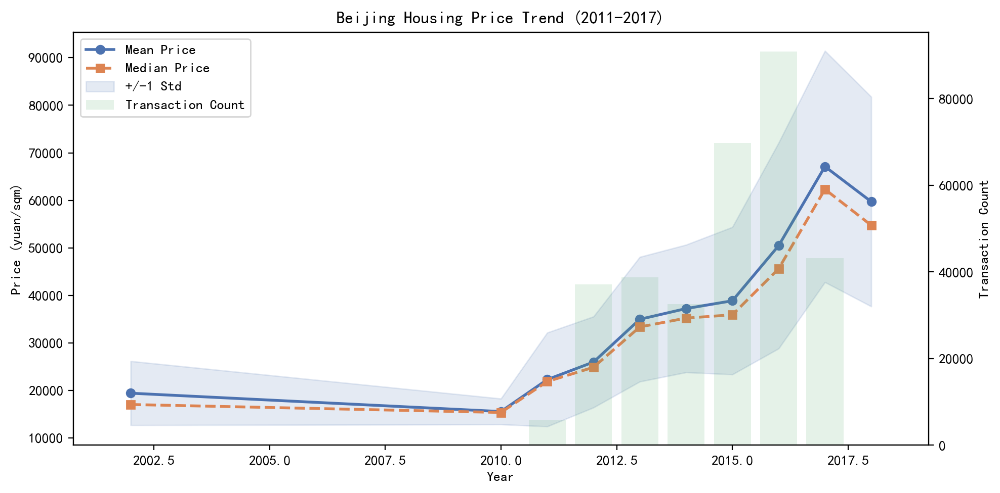 Beijing Housing Price Trend (2011-2017)
Mean Price
Median Price
+/-1 Std
Transaction Count
90000
80000
70000
60000
50000
40000
30000
20000
10000
Price (yuan/sqm)
80000
60000
40000
20000
0
Transaction Count
2002.5
2005.0
2007.5
2010.0
2012.5
2015.0
2017.5
Year